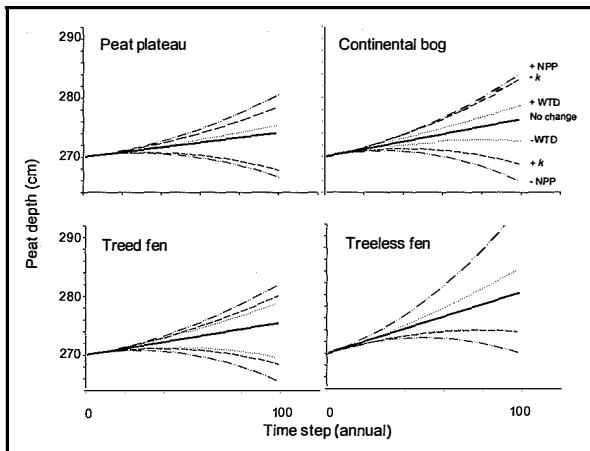 292
280
270
Peat plateau
Continental bog
+ NPP
- k
+ WTD
No change
-WTD
+ k
- NPP
Peat depth (cm)
290
280
270
Treed fen
Treeless fen
0
100
0
100
Time step (annual)